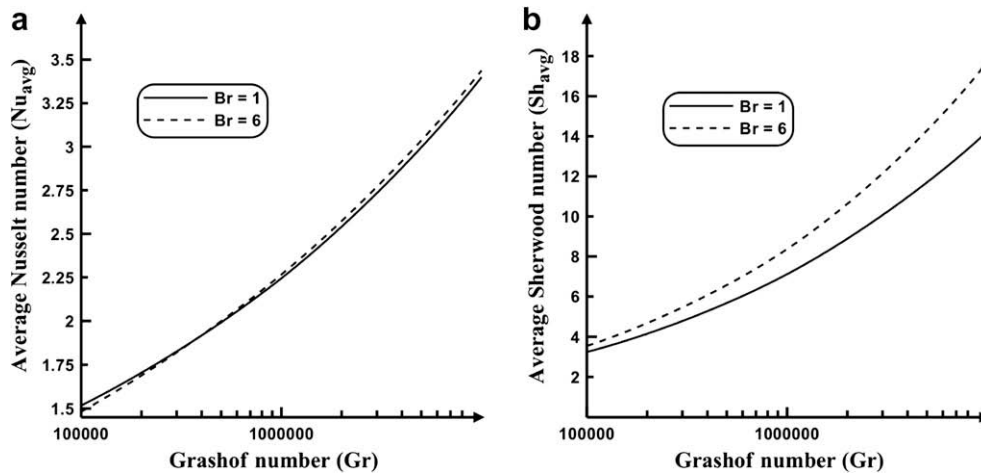 a
Average Nusselt number (Nuavg)
3.5
3.25
3
2.75
2.5
2.25
2
1.75
1.5
Br = 1
Br = 6
100000
1000000
Grashof number (Gr)
b
Average Sherwood number (Shavg)
18
16
14
12
10
8
6
4
2
Br = 1
Br = 6
100000
1000000
Grashof number (Gr)